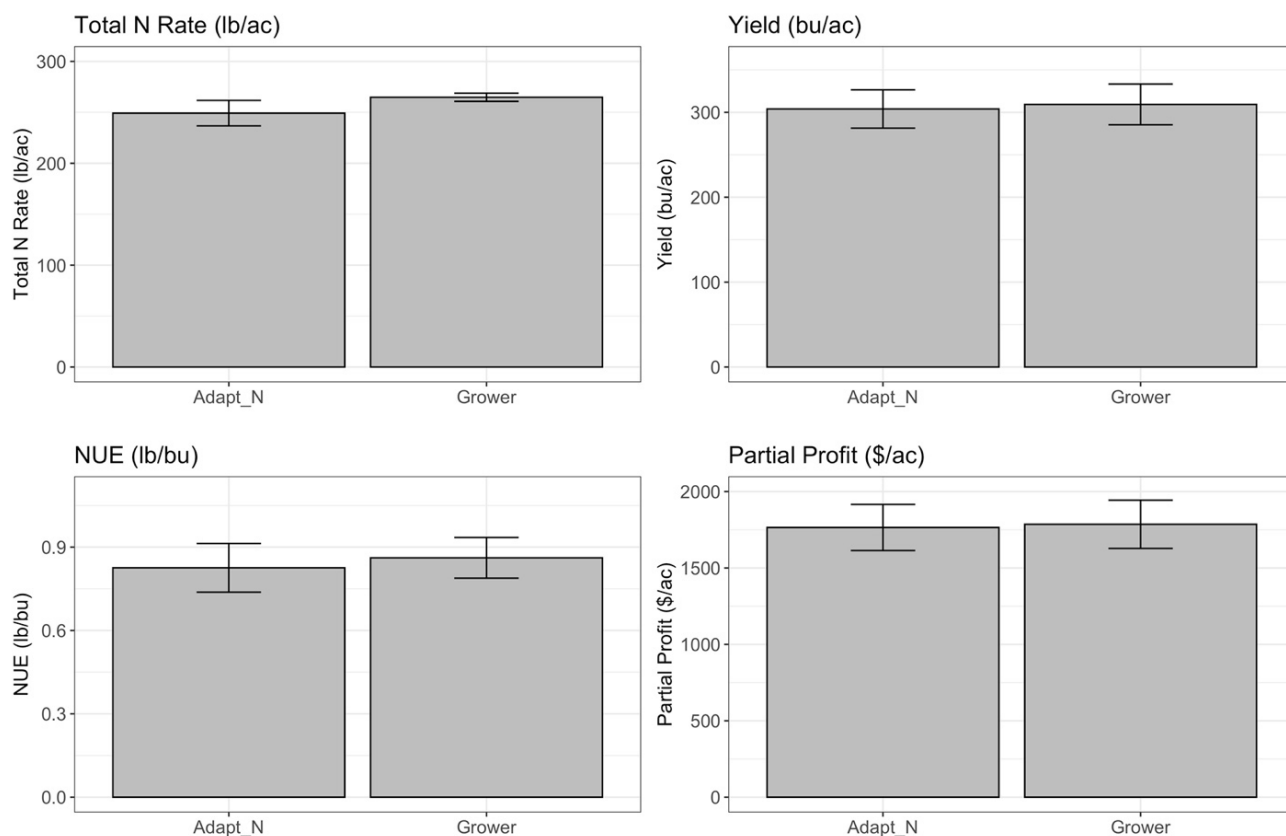 Total N Rate (lb/ac)
Total N Rate (lb/ac)
300
200
100
0
Adapt_N
Grower
Yield (bu/ac)
Yield (bu/ac)
300
200
100
0
Adapt_N
Grower
NUE (lb/bu)
NUE (lb/bu)
0.9
0.6
0.3
0.0
Adapt_N
Grower
Partial Profit ($/ac)
Partial Profit ($/ac)
2000
1500
1000
500
0
Adapt_N
Grower